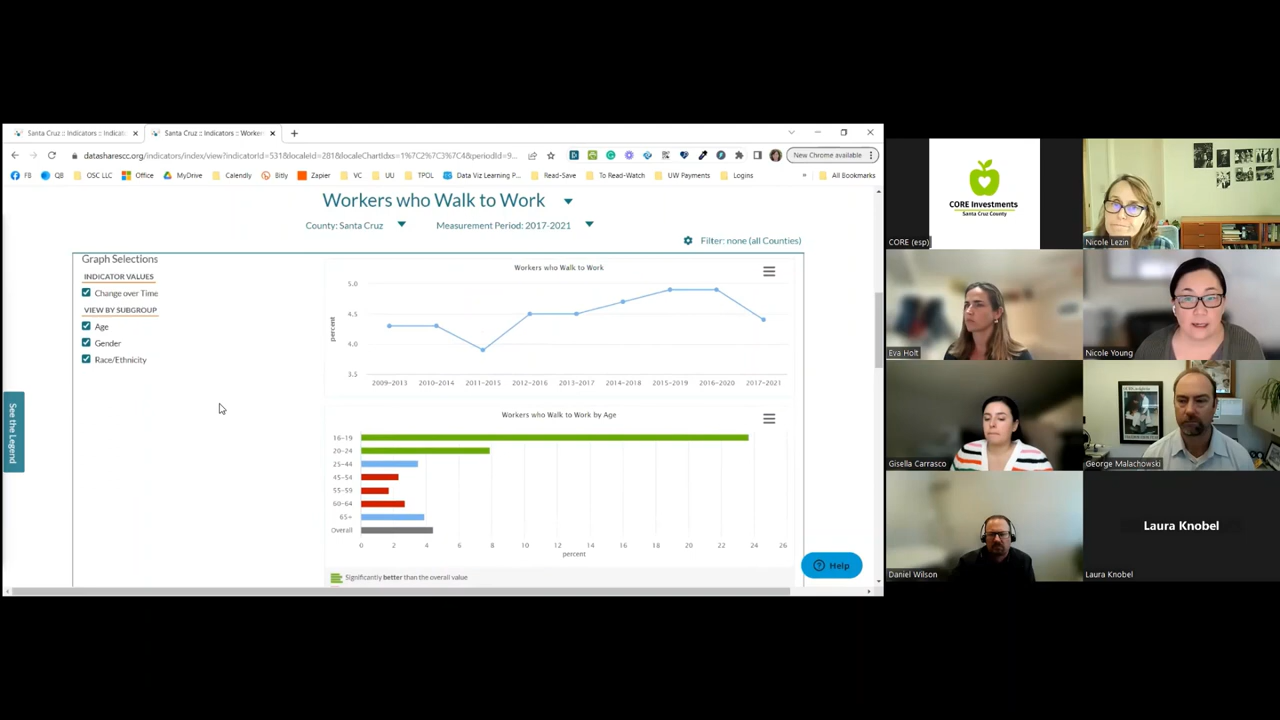 Santa Cruz :: Indicators :: Indicat
Santa Cruz :: Indicators :: Worker
datasharescc.org/indicators/index/view?indicatorId=531&localeId=281&localeChartIdxs=1%7C2%7C3%7C4&periodId=9...
New Chrome available
FB
QB
OSC LLC
Office
MyDrive
Calendly
Bitly
Zapier
VC
UU
TPOL
Data Viz Learning P...
Read-Save
To Read-Watch
UW Payments
Logins
»
All Bookmarks
Workers who Walk to Work
County: Santa Cruz
Measurement Period: 2017-2021
Filter: none (all Counties)
Graph Selections
INDICATOR VALUES
Change over Time
VIEW BY SUBGROUP
Age
Gender
Race/Ethnicity
See the Legend
Workers who Walk to Work
percent
5.0
4.5
4.0
3.5
2009-2013 2010-2014 2011-2015 2012-2016 2013-2017 2014-2018 2015-2019 2016-2020 2017-2021
Workers who Walk to Work by Age
16-19
20-24
25-44
45-54
55-59
60-64
65+
Overall
0 2 4 6 8 10 12 14 16 18 20 22 24 26
percent
Significantly better than the overall value
Help
CORE Investments
Santa Cruz County
CORE (esp)
Nicole Lezin
Eva Holt
Nicole Young
Gisella Carrasco
George Malachowski
Daniel Wilson
Laura Knobel
Laura Knobel